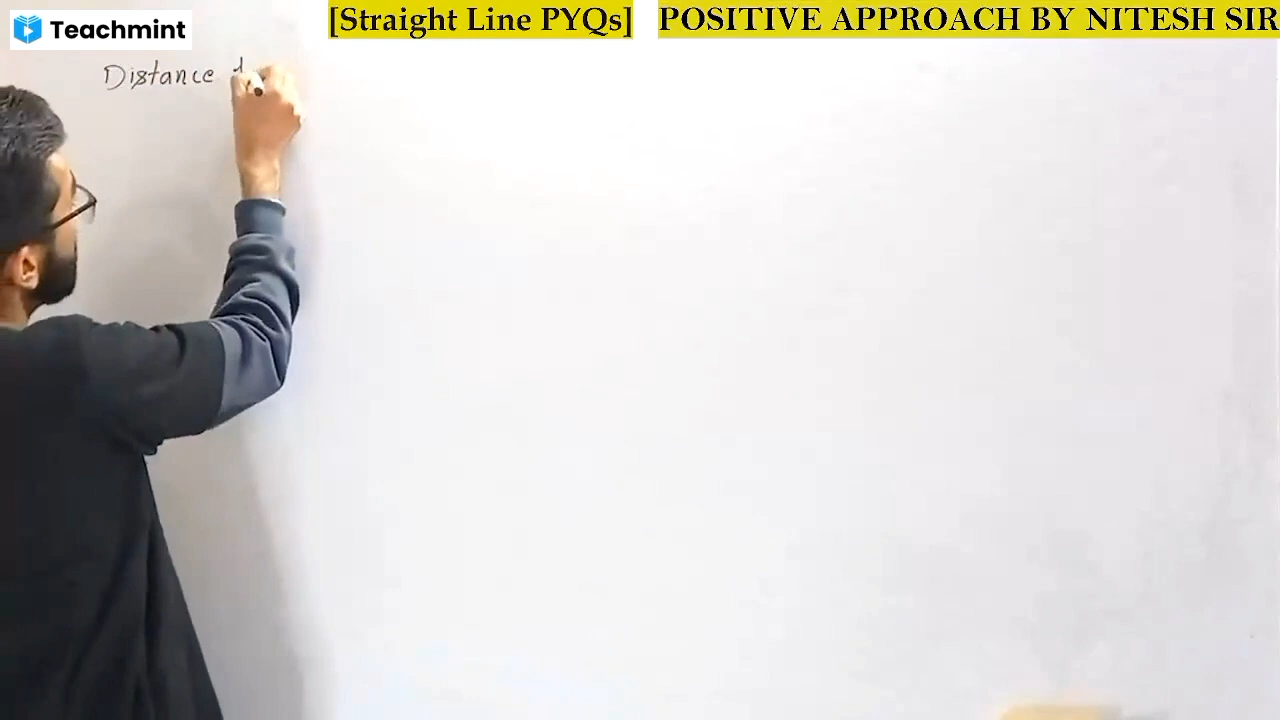 Teachmint
[Straight Line PYQs] POSITIVE APPROACH BY NITESH SIR
Distance